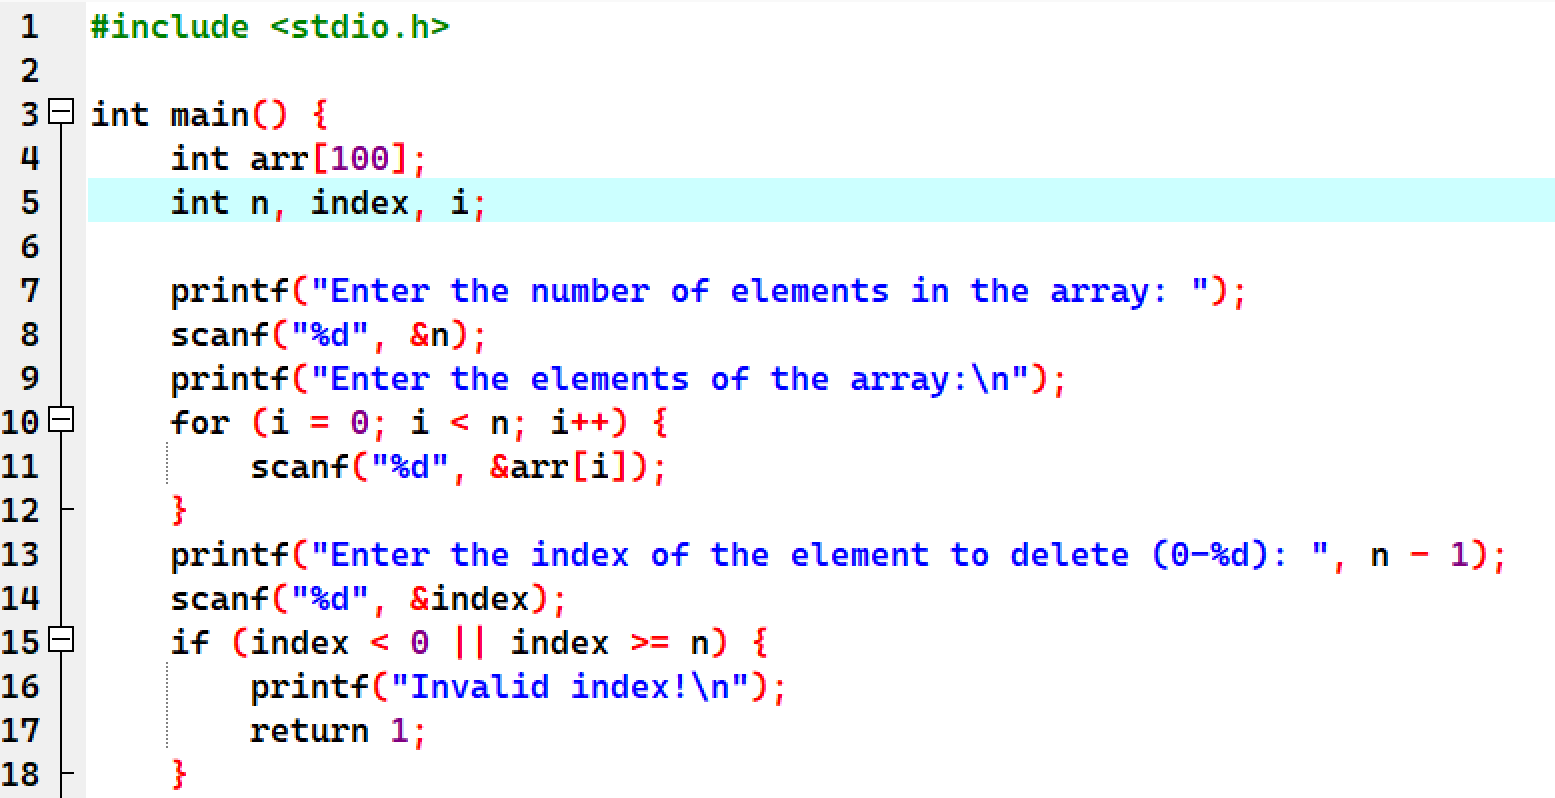 1 #include <stdio.h>
2
3 int main() {
4     int arr[100];
5     int n, index, i;
6
7     printf("Enter the number of elements in the array: ");
8     scanf("%d", &n);
9     printf("Enter the elements of the array:\n");
10     for (i = 0; i < n; i++) {
11         scanf("%d", &arr[i]);
12     }
13     printf("Enter the index of the element to delete (0-%d): ", n - 1);
14     scanf("%d", &index);
15     if (index < 0 || index >= n) {
16         printf("Invalid index!\n");
17         return 1;
18     }